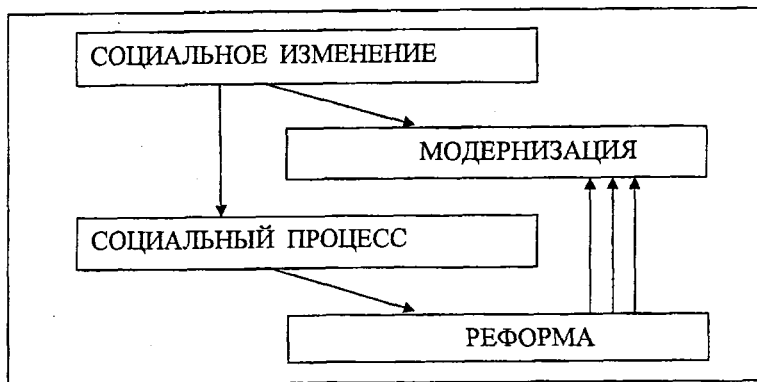 СОЦИАЛЬНОЕ ИЗМЕНЕНИЕ
МОДЕРНИЗАЦИЯ
СОЦИАЛЬНЫЙ ПРОЦЕСС
РЕФОРМА